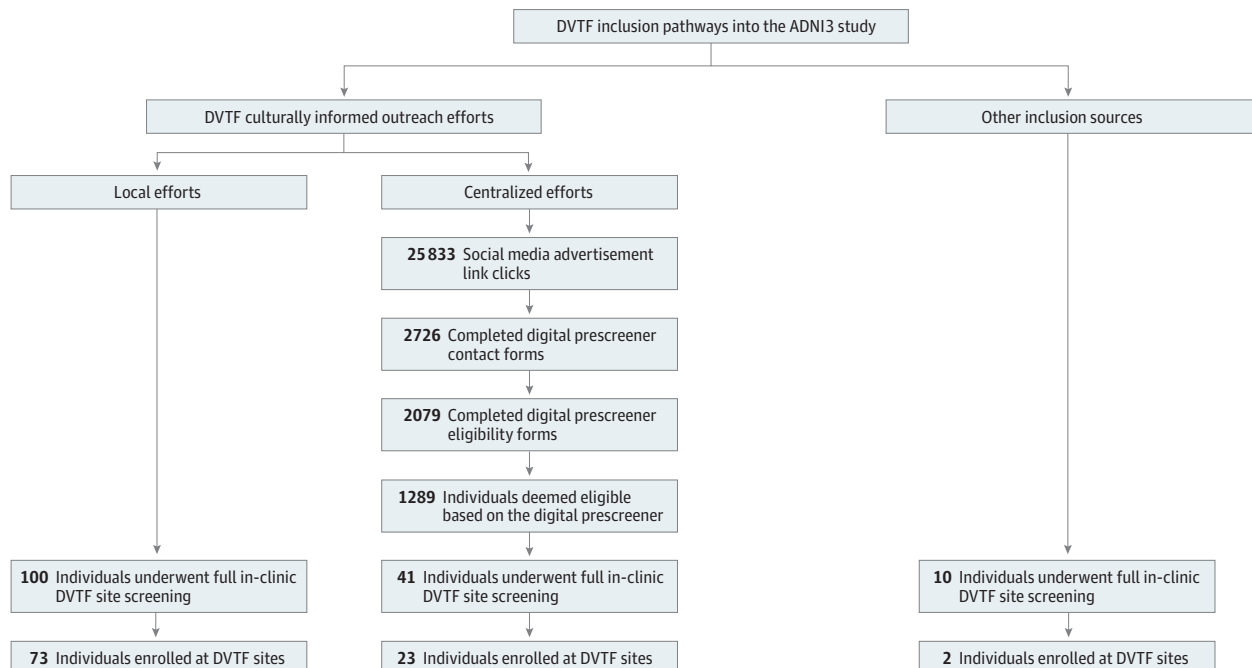 DVTF inclusion pathways into the ADNI3 study
DVTF culturally informed outreach efforts
Other inclusion sources
Local efforts
Centralized efforts
25 833 Social media advertisement
link clicks
2726 Completed digital prescreener
contact forms
2079 Completed digital prescreener
eligibility forms
1289 Individuals deemed eligible
based on the digital prescreener
100 Individuals underwent full in-clinic
DVTF site screening
41 Individuals underwent full in-clinic
DVTF site screening
10 Individuals underwent full in-clinic
DVTF site screening
73 Individuals enrolled at DVTF sites
23 Individuals enrolled at DVTF sites
2 Individuals enrolled at DVTF sites